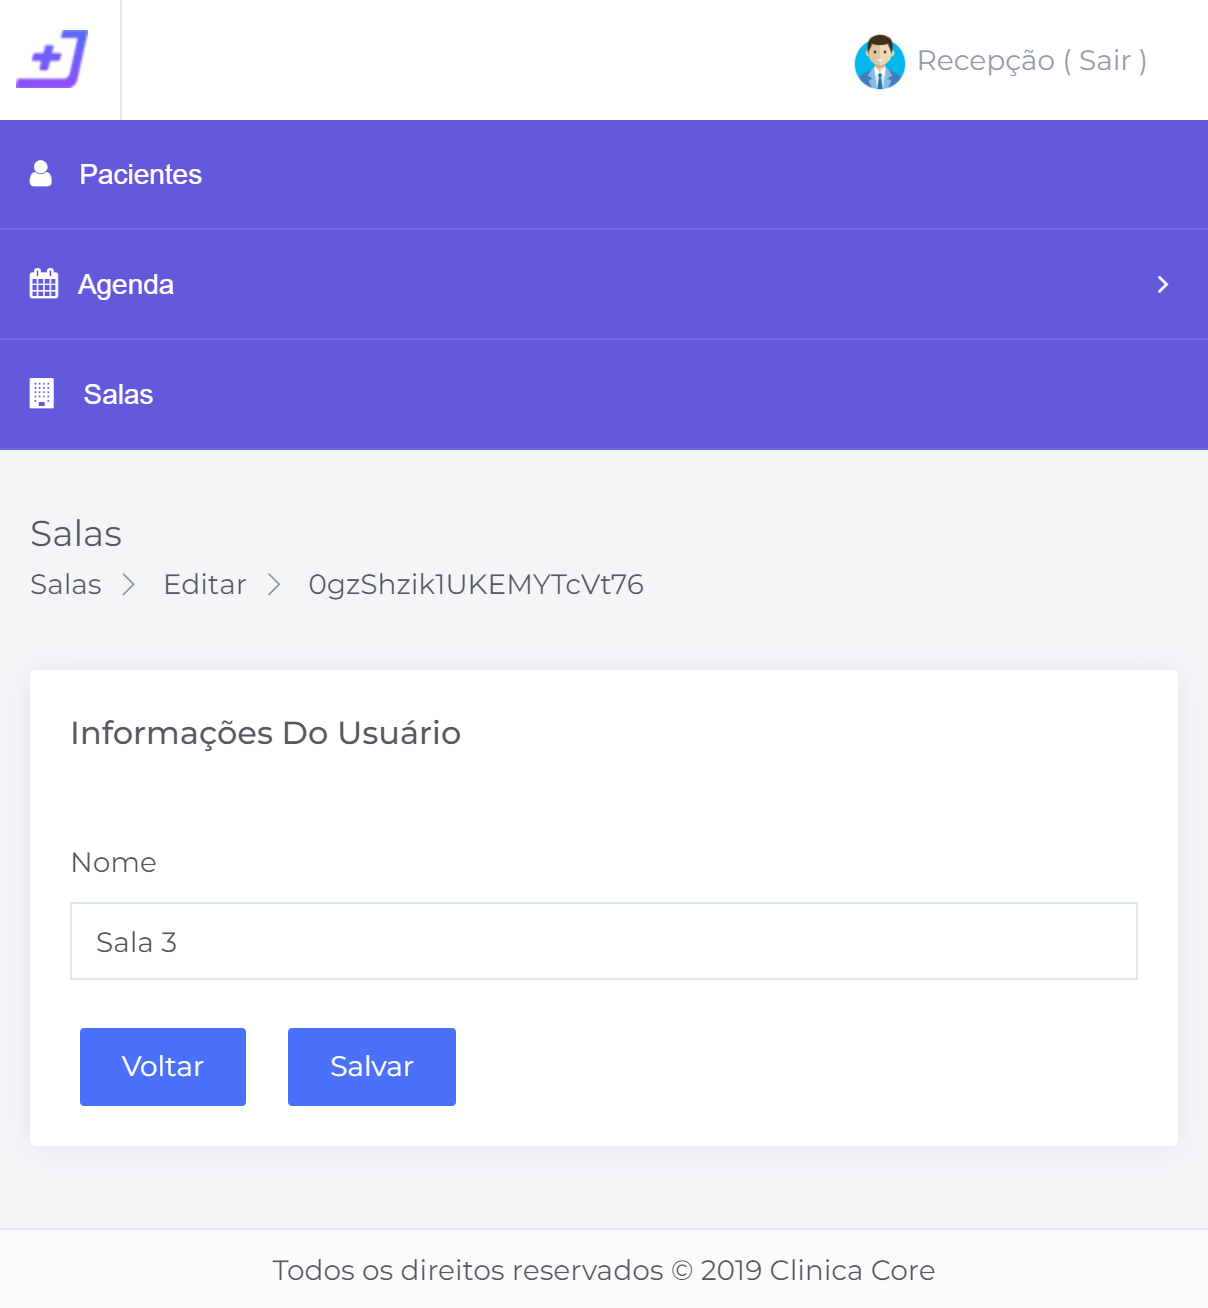 Recepção ( Sair )
Pacientes
Agenda
Salas
Salas
Salas Editar 0gzShzik1UKEMYTcVt76
Informações Do Usuário
Nome
Sala 3
Voltar Salvar
Todos os direitos reservados © 2019 Clinica Core